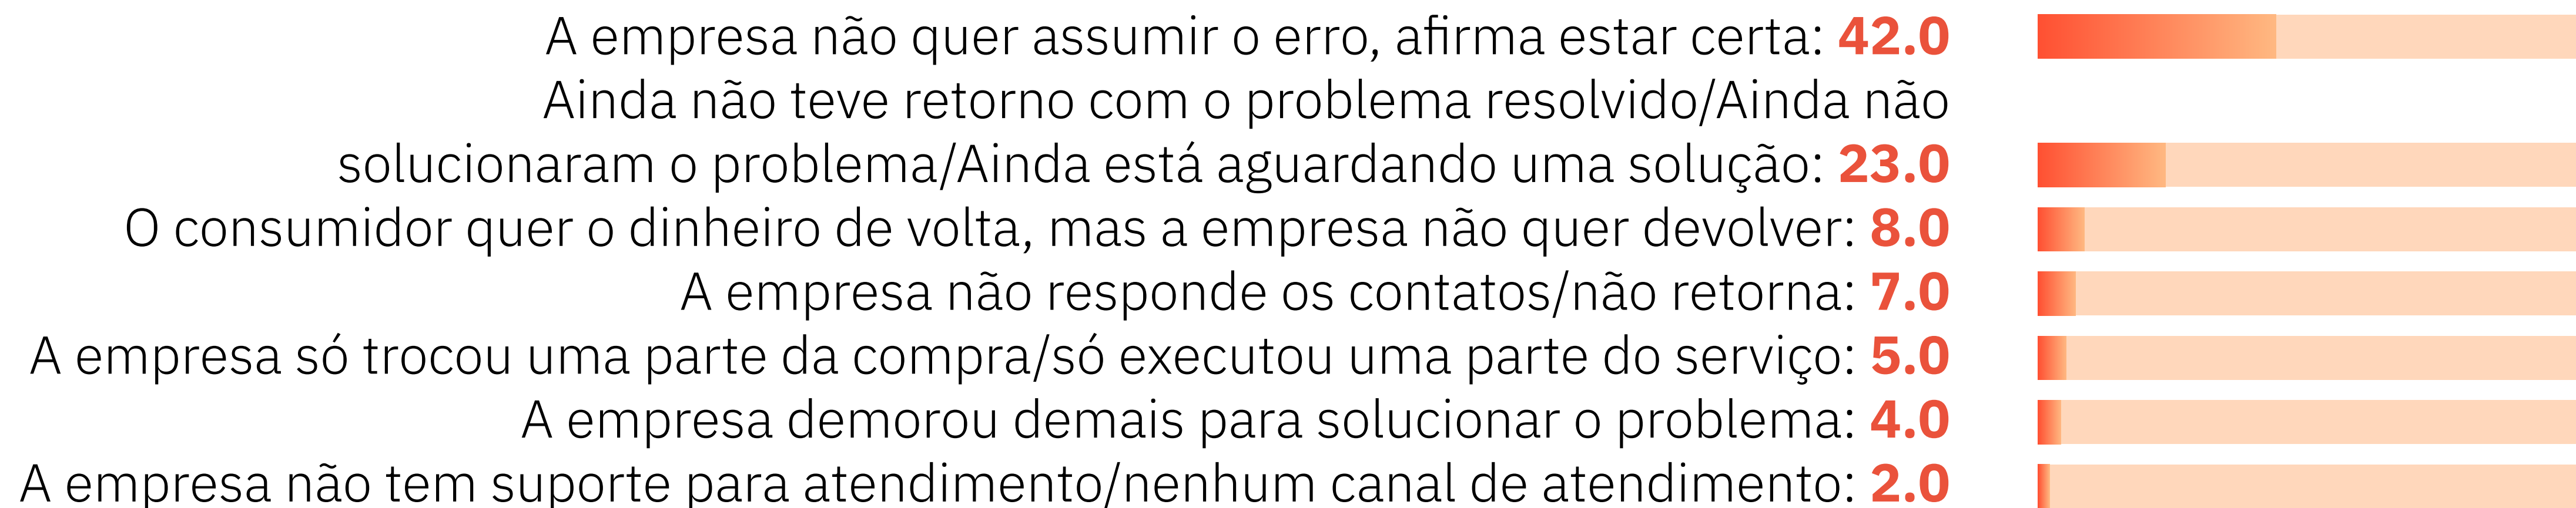 A empresa não quer assumir o erro, afirma estar certa: 42.0
Ainda não teve retorno com o problema resolvido/Ainda não
solucionaram o problema/Ainda está aguardando uma solução: 23.0
O consumidor quer o dinheiro de volta, mas a empresa não quer devolver: 8.0
A empresa não responde os contatos/não retorna: 7.0
A empresa só trocou uma parte da compra/só executou uma parte do serviço: 5.0
A empresa demorou demais para solucionar o problema: 4.0
A empresa não tem suporte para atendimento/nenhum canal de atendimento: 2.0